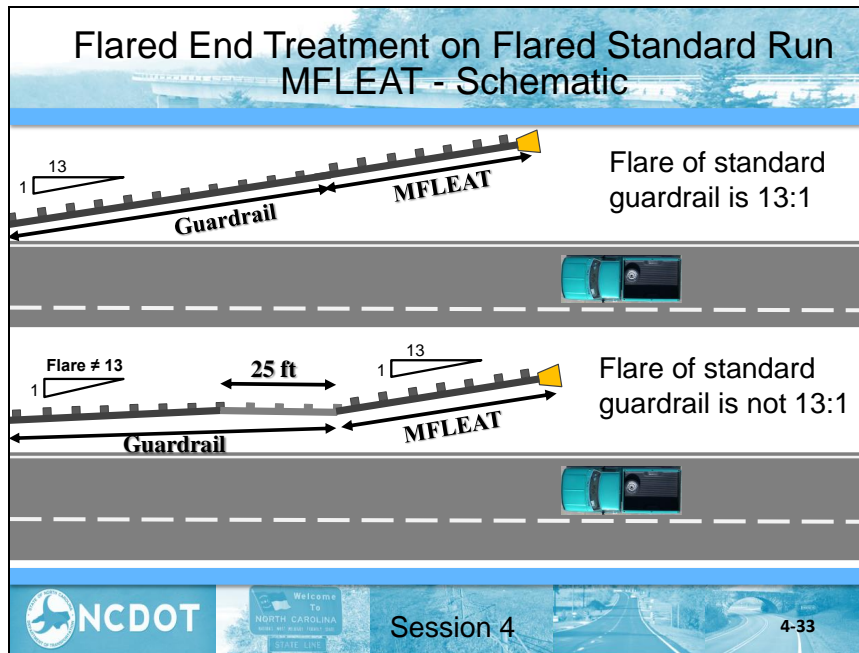 Flared End Treatment on Flared Standard Run
MFLEAT - Schematic
13
1
Guardrail
MFLEAT
Flare of standard
guardrail is 13:1
Flare ≠ 13
1
25 ft
13
1
Guardrail
MFLEAT
Flare of standard
guardrail is not 13:1
NCDOT
Welcome
To
NORTH CAROLINA
STATE LINE
Session 4
4-33